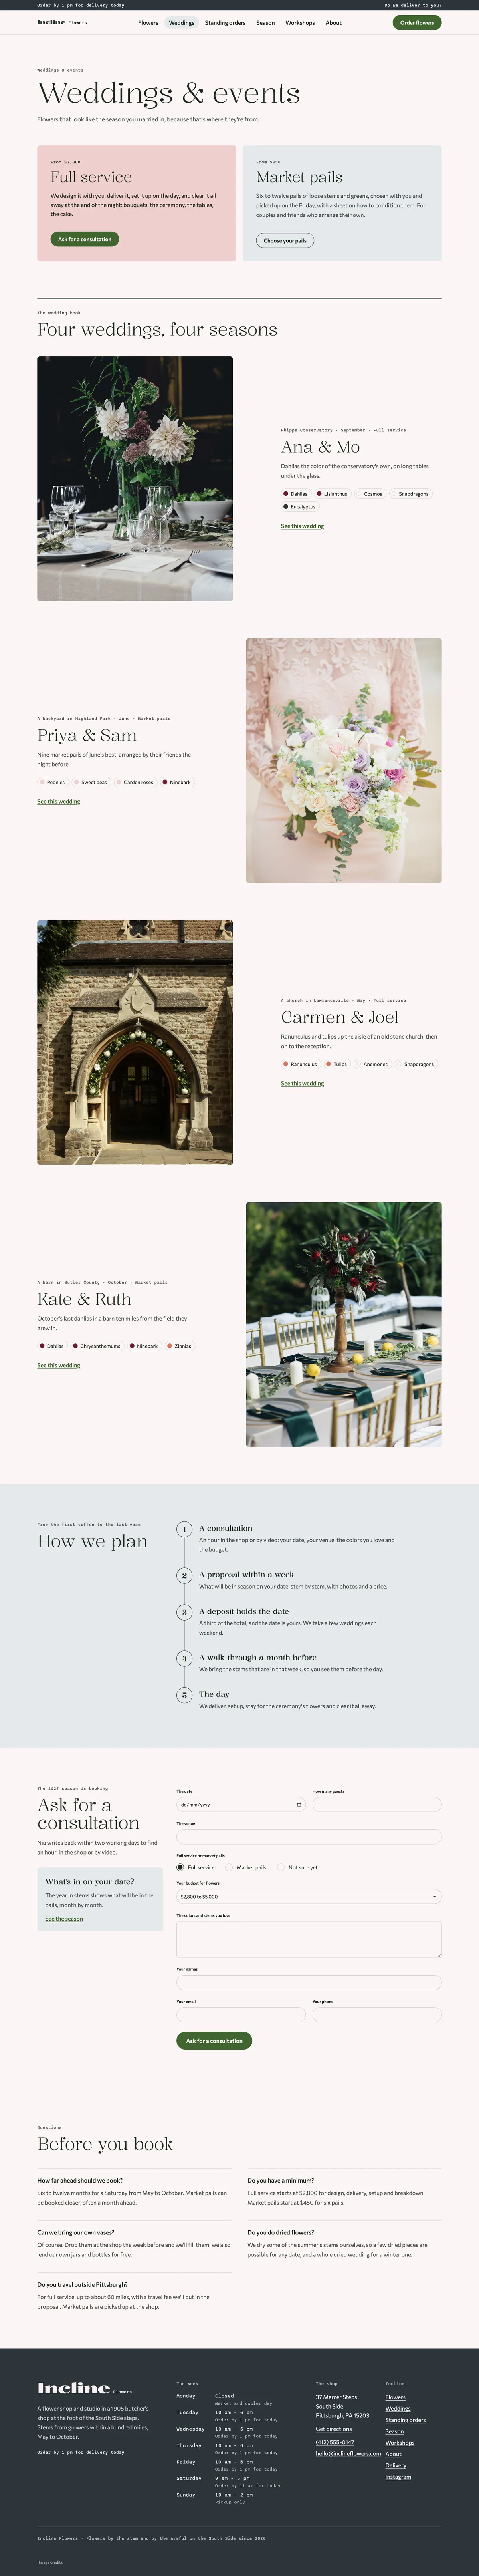 Order by 1 pm for delivery today
Do we deliver to you?
Incline Flowers
Flowers
Weddings
Standing orders
Season
Workshops
About
Order flowers
Weddings & events
Weddings & events
Flowers that look like the season you married in, because that's where they're from.
From $2,800
Full service
We design it with you, deliver it, set it up on the day, and clear it all
away at the end of the night: bouquets, the ceremony, the tables,
the cake.
Ask for a consultation
From $450
Market pails
Six to twelve pails of loose stems and greens, chosen with you and
picked up on the Friday, with a sheet on how to condition them. For
couples and friends who arrange their own.
Choose your pails
The wedding book
Four weddings, four seasons
Phipps Conservatory · September · Full service
Ana & Mo
Dahlias the color of the conservatory's own, on long tables
under the glass.
Dahlias
Lisianthus
Cosmos
Snapdragons
Eucalyptus
See this wedding
A backyard in Highland Park · June · Market pails
Priya & Sam
Nine market pails of June's best, arranged by their friends the
night before.
Peonies
Sweet peas
Garden roses
Ninebark
See this wedding
A church in Lawrenceville · May · Full service
Carmen & Joel
Ranunculus and tulips up the aisle of an old stone church, then
on to the reception.
Ranunculus
Tulips
Anemones
Snapdragons
See this wedding
A barn in Butler County · October · Market pails
Kate & Ruth
October's last dahlias in a barn ten miles from the field they
grew in.
Dahlias
Chrysanthemums
Ninebark
Zinnias
See this wedding
From the first coffee to the last vase
How we plan
1
A consultation
An hour in the shop or by video: your date, your venue, the colors you love and
the budget.
2
A proposal within a week
What will be in season on your date, stem by stem, with photos and a price.
3
A deposit holds the date
A third of the total, and the date is yours. We take a few weddings each
weekend.
4
A walk-through a month before
We bring the stems that are in that week, so you see them before the day.
5
The day
We deliver, set up, stay for the ceremony's flowers and clear it all away.
The 2027 season is booking
Ask for a
consultation
Nia writes back within two working days to find
an hour, in the shop or by video.
What's in on your date?
The year in stems shows what will be in the
pails, month by month.
See the season
The date
dd/mm/yyyy
How many guests
The venue
Full service or market pails
Full service
Market pails
Not sure yet
Your budget for flowers
$2,800 to $5,000
The colors and stems you love
Your names
Your email
Your phone
Ask for a consultation
Questions
Before you book
How far ahead should we book?
Six to twelve months for a Saturday from May to October. Market pails can
be booked closer, often a month ahead.
Do you have a minimum?
Full service starts at $2,800 for design, delivery, setup and breakdown.
Market pails start at $450 for six pails.
Can we bring our own vases?
Of course. Drop them at the shop the week before and we'll fill them; we also
lend our own jars and bottles for free.
Do you do dried flowers?
We dry some of the summer's stems ourselves, so a few dried pieces are
possible for any date, and a whole dried wedding for a winter one.
Do you travel outside Pittsburgh?
For full service, up to about 60 miles, with a travel fee we'll put in the
proposal. Market pails are picked up at the shop.
Incline Flowers
A flower shop and studio in a 1905 butcher's
shop at the foot of the South Side steps.
Stems from growers within a hundred miles,
May to October.
Order by 1 pm for delivery today
The week
Monday
Closed
Market and cooler day
Tuesday
10 am – 6 pm
Order by 1 pm for today
Wednesday
10 am – 6 pm
Order by 1 pm for today
Thursday
10 am – 6 pm
Order by 1 pm for today
Friday
10 am – 6 pm
Order by 1 pm for today
Saturday
9 am – 5 pm
Order by 11 am for today
Sunday
10 am – 2 pm
Pickup only
The shop
37 Mercer Steps
South Side,
Pittsburgh, PA 15203
Get directions
(412) 555-0147
hello@inclineflowers.com
Incline
Flowers
Weddings
Standing orders
Season
Workshops
About
Delivery
Instagram
Incline Flowers · Flowers by the stem and by the armful on the South Side since 2020
Image credits